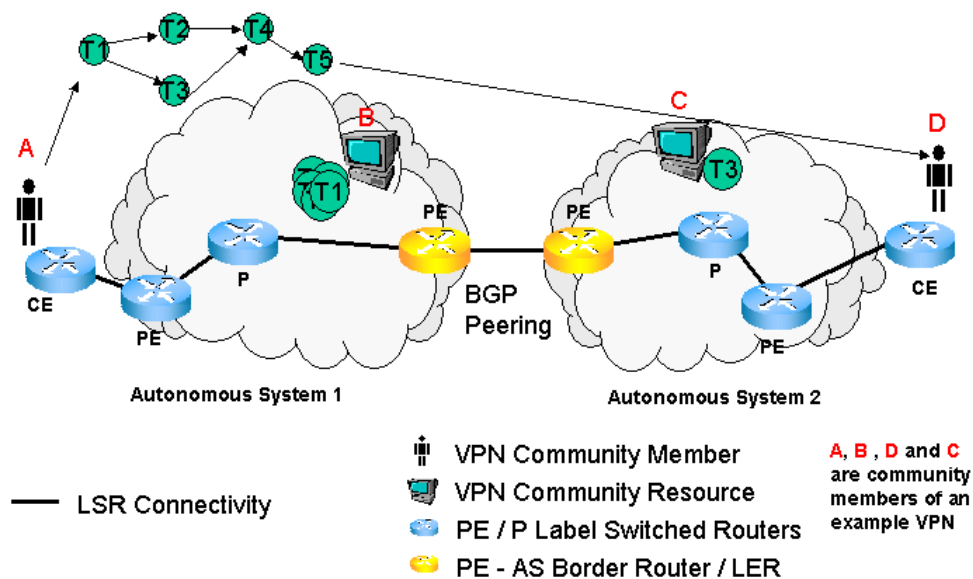 T2
T4
T1
T5
T3
A
B
C
D
T1
T3
PE
PE
CE
P
PE
BGP
Peering
P
PE
CE
Autonomous System 1
Autonomous System 2
VPN Community Member
VPN Community Resource
LSR Connectivity
PE / P Label Switched Routers
PE - AS Border Router / LER
A, B , D and C
are community
members of an
example VPN